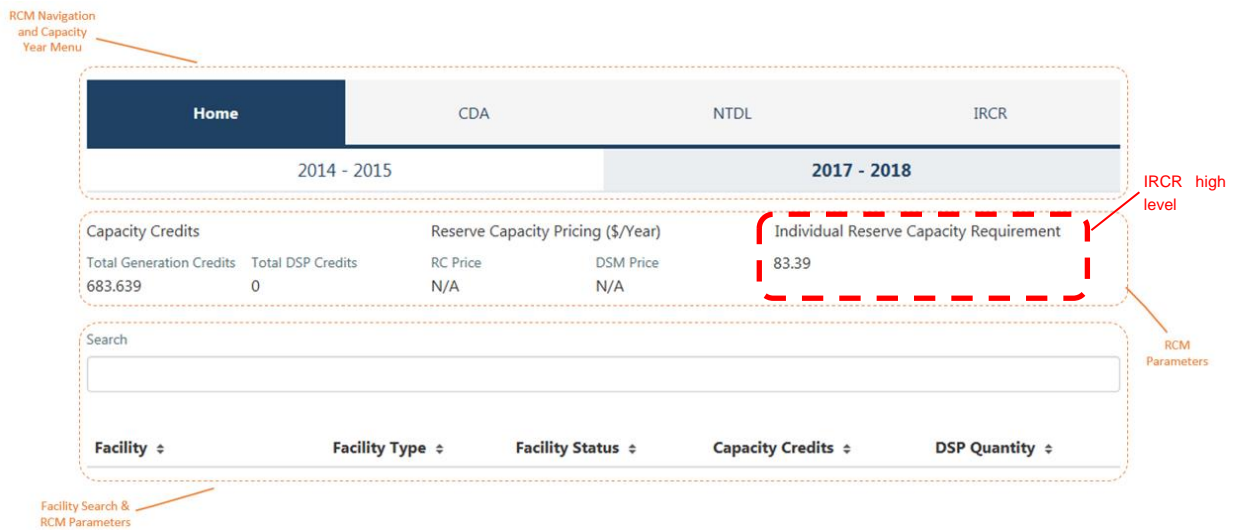 RCM Navigation
and Capacity
Year Menu
Home CDA NTDL IRCR
2014 - 2015 2017 - 2018
IRCR high
level
Capacity Credits Reserve Capacity Pricing ($/Year) Individual Reserve Capacity Requirement
Total Generation Credits Total DSP Credits RC Price DSM Price 83.39
683.639 0 N/A N/A
RCM
Parameters
Search
Facility Facility Type Facility Status Capacity Credits DSP Quantity
Facility Search &
RCM Parameters